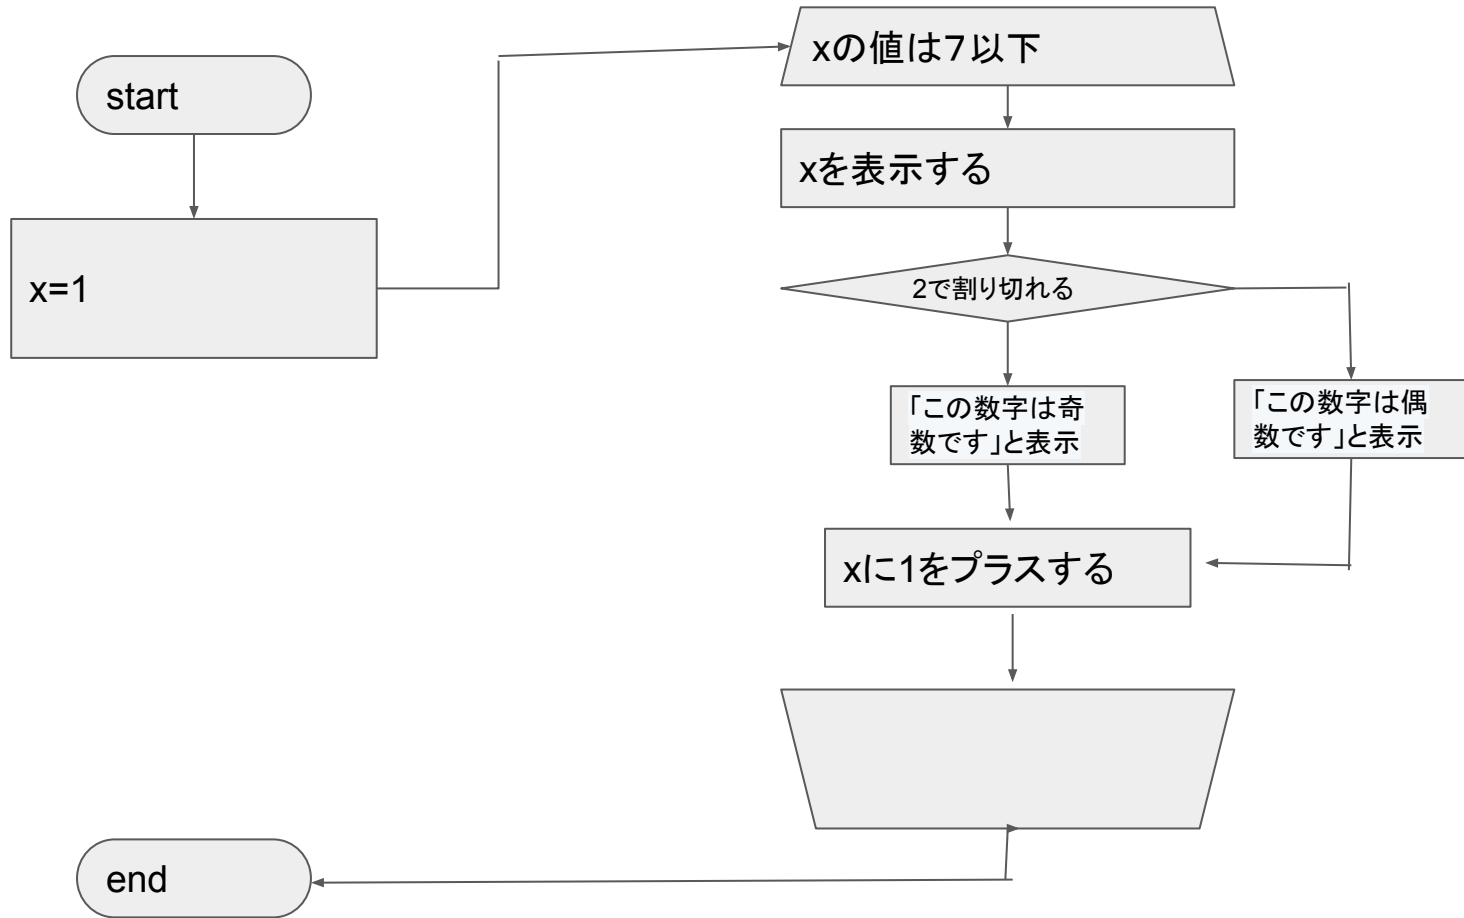 start
x=1
xの値は7以下
xを表示する
2で割り切れる
「この数字は奇
数です」と表示
「この数字は偶
数です」と表示
xに1をプラスする
end